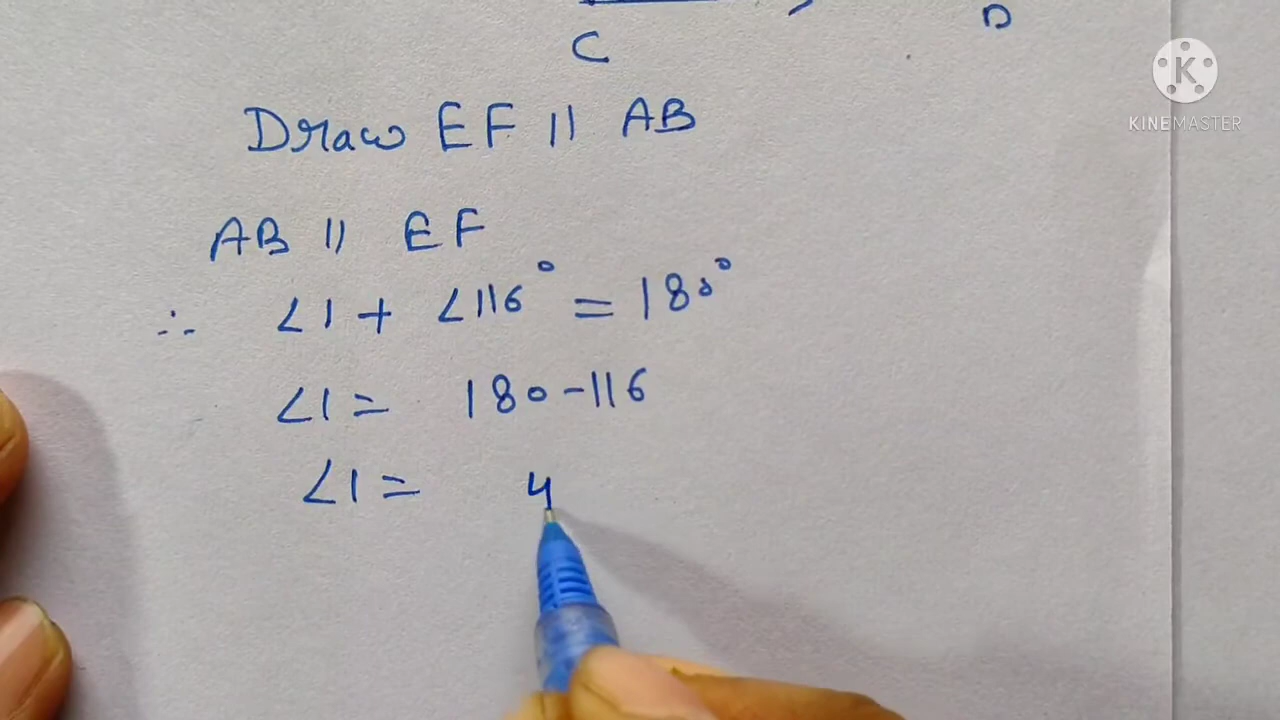 C D
K
KINEMASTER
Draw EF || AB
AB || EF
∴ ∠1 + ∠116° = 180°
∠1 = 180-116
∠1 = 4